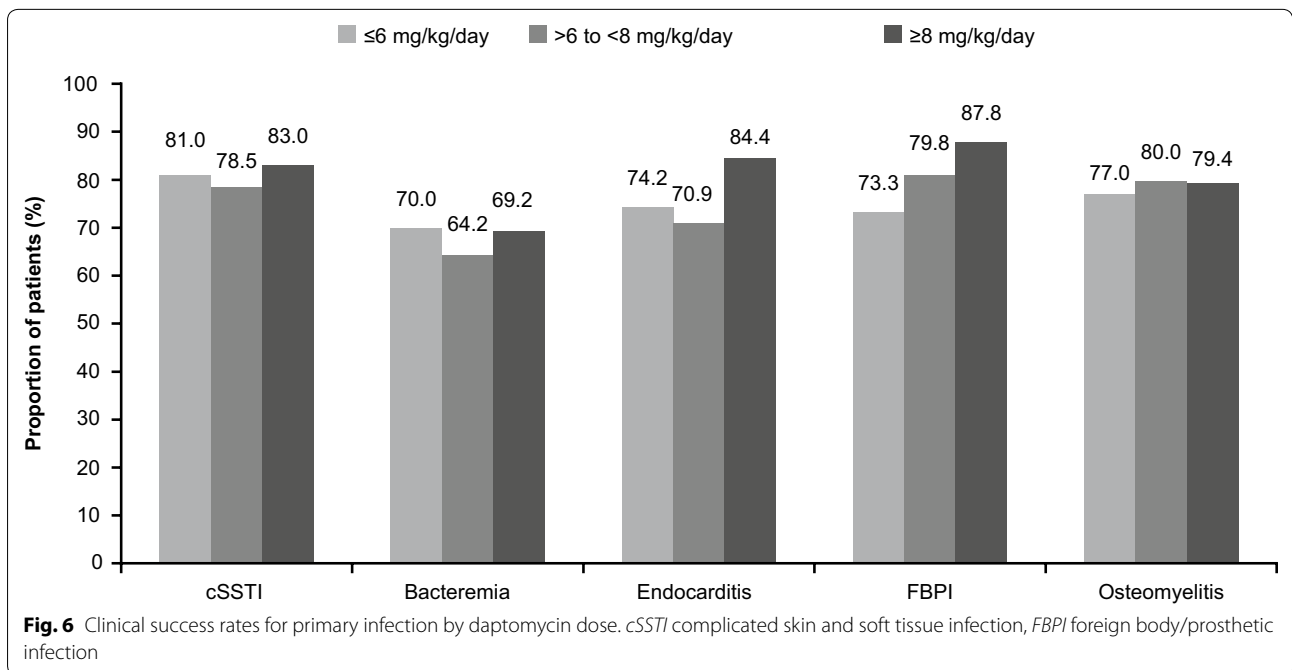 ≤6 mg/kg/day >6 to <8 mg/kg/day ≥8 mg/kg/day
Proportion of patients (%)
100
90
80
70
60
50
40
30
20
10
0
81.0 78.5 83.0
70.0 64.2 69.2
74.2 70.9 84.4
73.3 79.8 87.8
77.0 80.0 79.4
cSSTI Bacteremia Endocarditis FBPI Osteomyelitis
Fig. 6 Clinical success rates for primary infection by daptomycin dose. cSSTI complicated skin and soft tissue infection, FBPI foreign body/prosthetic
infection